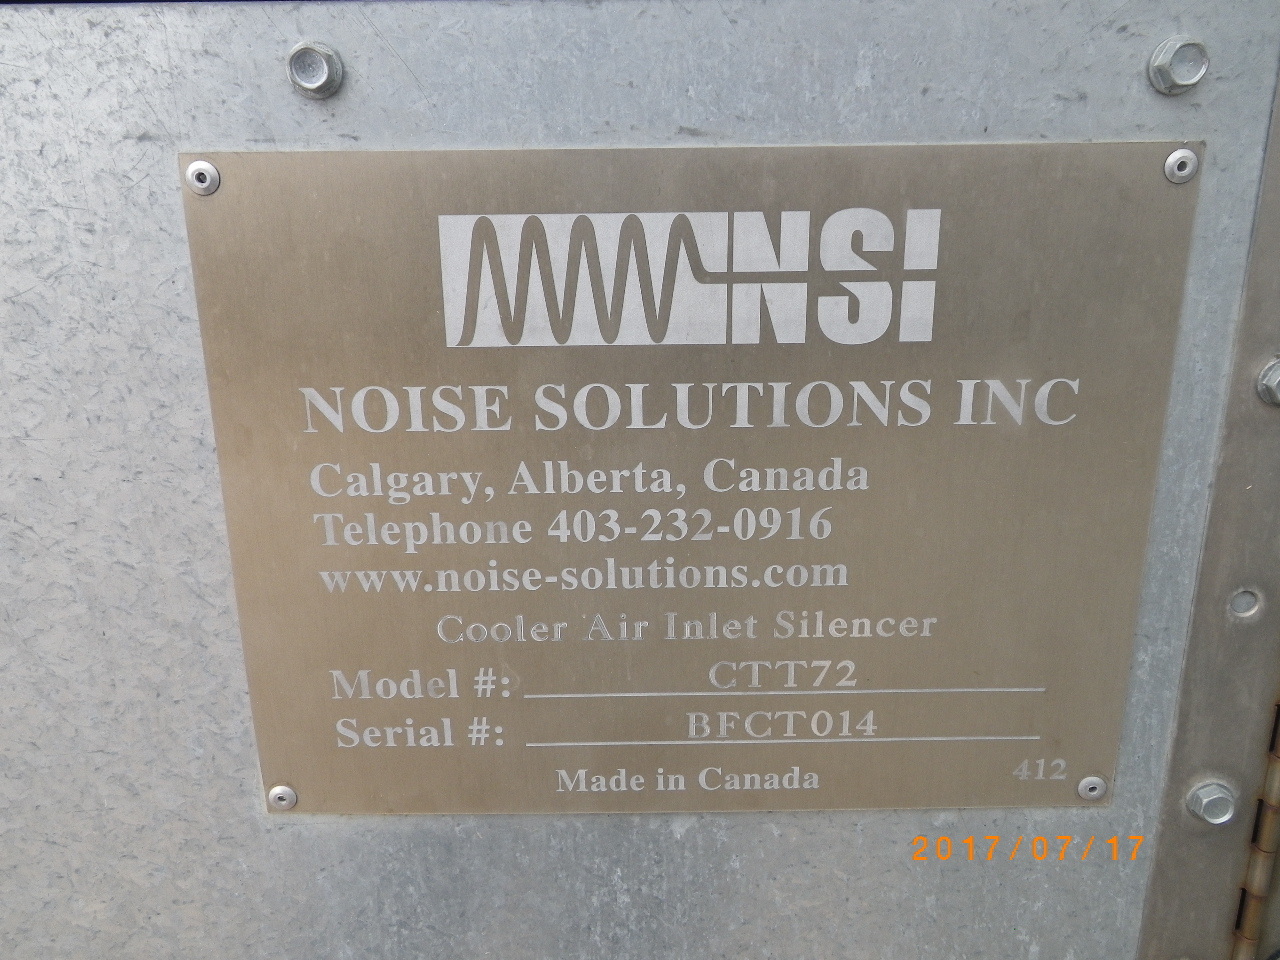 NSI
NOISE SOLUTIONS INC
Calgary, Alberta, Canada
Telephone 403-232-0916
www.noise-solutions.com
Cooler Air Inlet Silencer
Model #: CTT72
Serial #: BFCT014
Made in Canada
412
2017/07/17